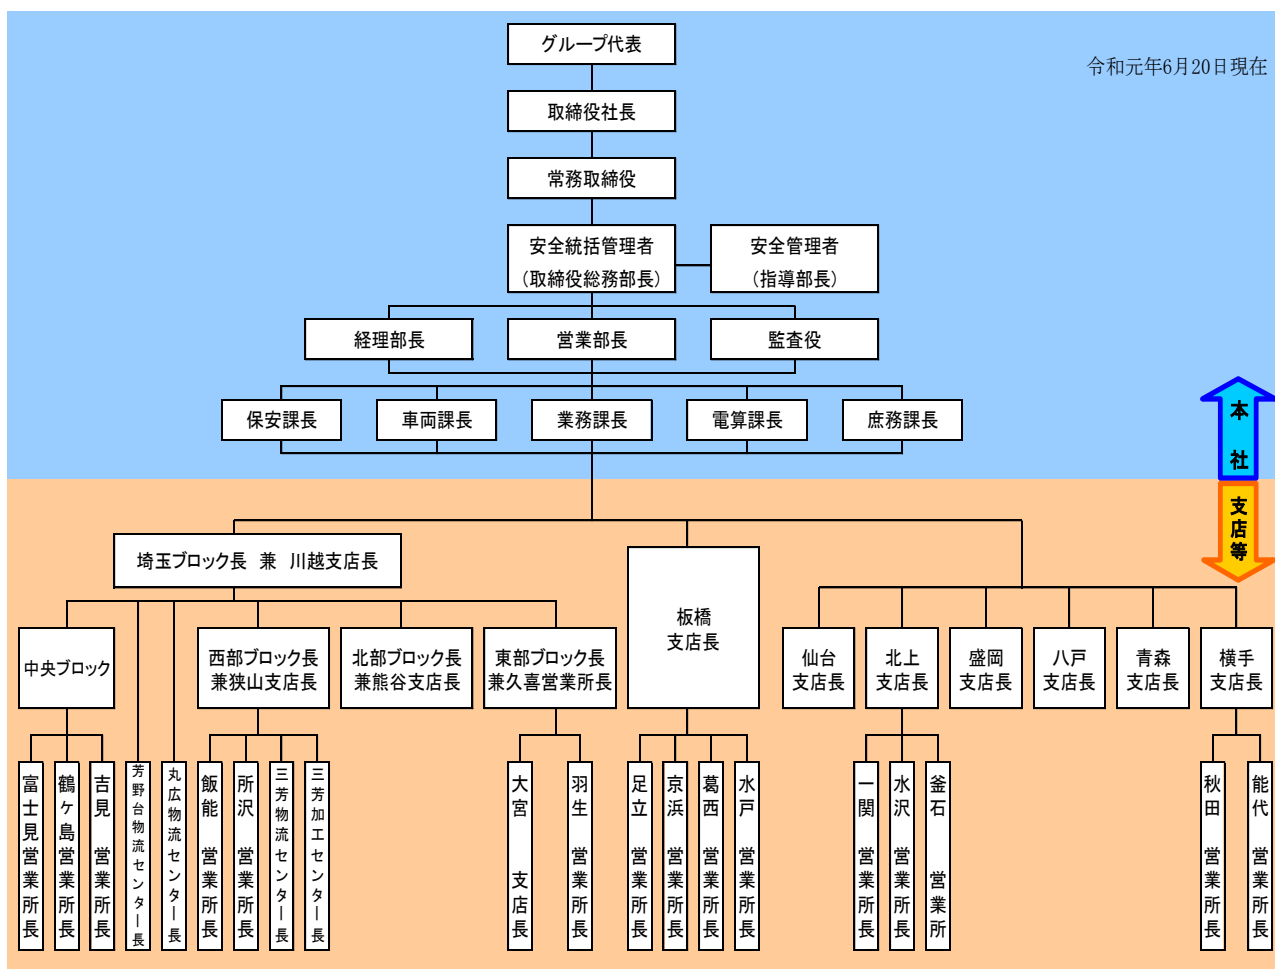 グループ代表
令和元年6月20日現在
取締役社長
常務取締役
安全統括管理者
（取締役総務部長）
安全管理者
（指導部長）
経理部長
営業部長
監査役
保安課長
車両課長
業務課長
電算課長
庶務課長
本社
支店等
埼玉ブロック長 兼 川越支店長
板橋
支店長
中央ブロック
西部ブロック長
兼狭山支店長
北部ブロック長
兼熊谷支店長
東部ブロック長
兼久喜営業所長
仙台
支店長
北上
支店長
盛岡
支店長
八戸
支店長
青森
支店長
横手
支店長
富士見営業所長
鶴ヶ島営業所長
吉見 営業所長
芳野台物流センター長
丸広物流センター長
飯能 営業所長
所沢 営業所長
三芳物流センター長
三芳加工センター長
大宮 支店長
羽生 営業所長
足立 営業所長
京浜 営業所長
葛西 営業所長
水戸 営業所長
一関 営業所長
水沢 営業所長
釜石 営業所
秋田 営業所長
能代 営業所長